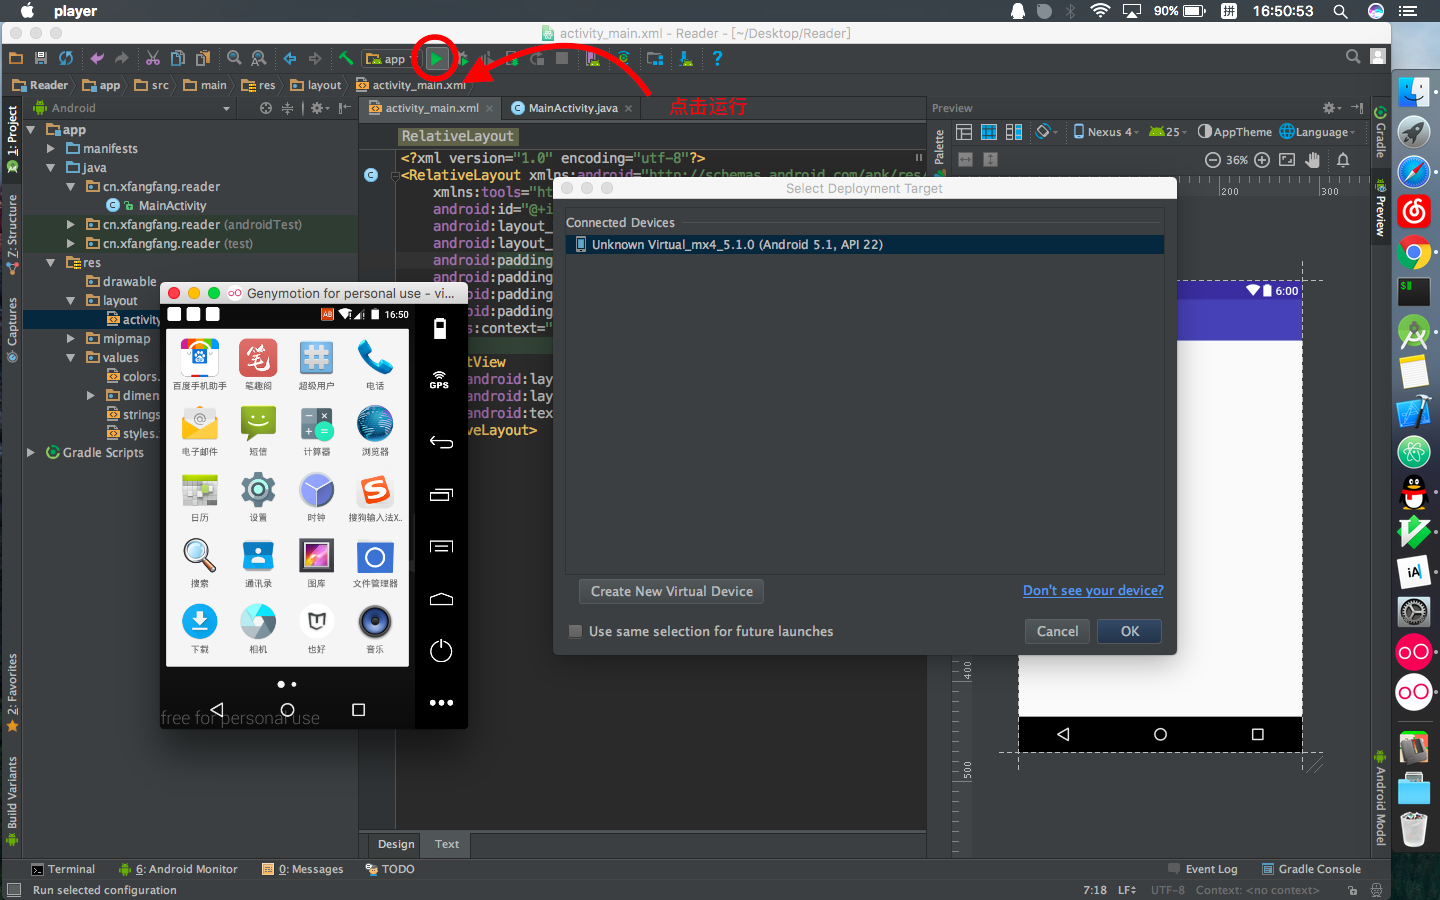 player
90%
拼
16:50:53
activity_main.xml - Reader - [~/Desktop/Reader]
app
点击运行
Reader
app
src
main
res
layout
activity_main.xml
Android
activity_main.xml
MainActivity.java
Preview
1: Project
Z: Structure
Captures
2: Favorites
Build Variants
app
manifests
java
cn.xfangfang.reader
MainActivity
cn.xfangfang.reader (androidTest)
cn.xfangfang.reader (test)
res
drawable
layout
activity
mipmap
values
colors.
dimen
strings
styles.
Gradle Scripts
RelativeLayout
<?xml version="1.0" encoding="utf-8"?>
<RelativeLayout xmlns:android="http://schemas.android.com/apk/res/
xmlns:tools="ht
android:id="@+i
android:layout_
android:layout_
android:padding
android:padding
android:padding
android:padding
s:context="
tView
android:lay
android:lay
android:tex
veLayout>
Design
Text
Palette
Nexus 4
25
AppTheme
Language
36%
200
300
400
500
6:00
Gradle
Preview
Android Model
Select Deployment Target
Connected Devices
Unknown Virtual_mx4_5.1.0 (Android 5.1, API 22)
Create New Virtual Device
Don't see your device?
Use same selection for future launches
Cancel
OK
Genymotion for personal use - vi...
16:50
百度手机助手
笔趣阁
超级用户
电话
电子邮件
短信
计算器
浏览器
日历
设置
时钟
搜狗输入法X..
搜索
通讯录
图库
文件管理器
下载
相机
也好
音乐
笔
GPS
free for personal use
Terminal
6: Android Monitor
0: Messages
TODO
Event Log
Gradle Console
Run selected configuration
7:18
LF
UTF-8
Context: <no context>
iA